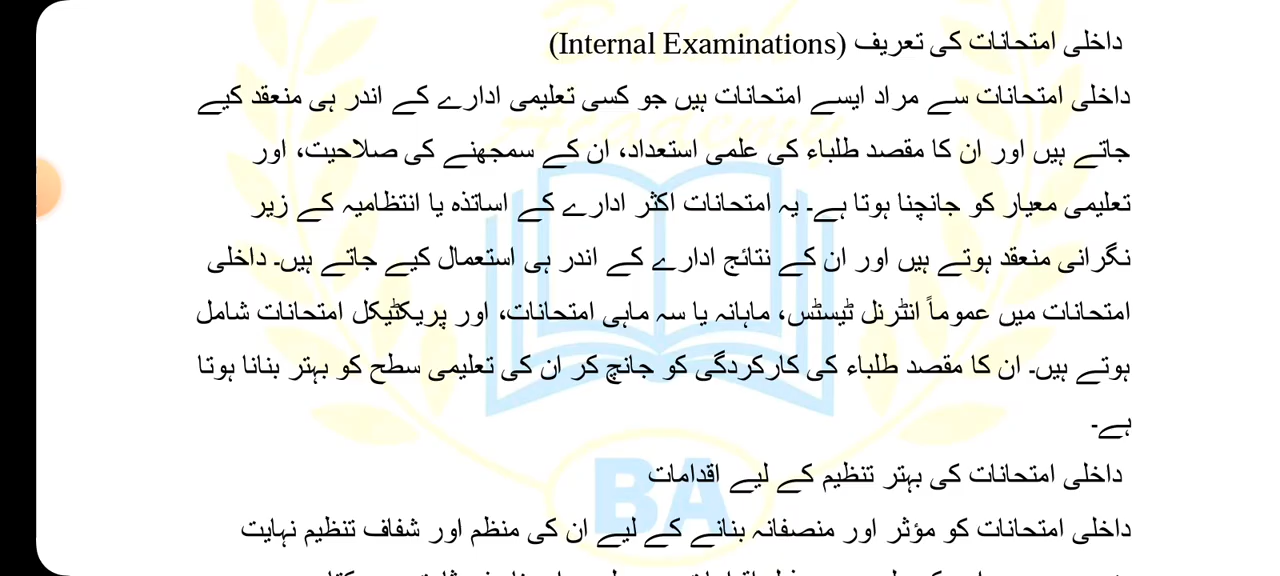 داخلی امتحانات کی تعریف (Internal Examinations)
داخلی امتحانات سے مراد ایسے امتحانات ہیں جو کسی تعلیمی ادارے کے اندر ہی منعقد کیے
جاتے ہیں اور ان کا مقصد طلباء کی علمی استعداد، ان کے سمجھنے کی صلاحیت، اور
تعلیمی معیار کو جانچنا ہوتا ہے۔ یہ امتحانات اکثر ادارے کے اساتذہ یا انتظامیہ کے زیر
نگرانی منعقد ہوتے ہیں اور ان کے نتائج ادارے کے اندر ہی استعمال کیے جاتے ہیں۔ داخلی
امتحانات میں عموماً انٹرنل ٹیسٹس، ماہانہ یا سہ ماہی امتحانات، اور پریکٹیکل امتحانات شامل
ہوتے ہیں۔ ان کا مقصد طلباء کی کارکردگی کو جانچ کر ان کی تعلیمی سطح کو بہتر بنانا ہوتا
ہے۔
داخلی امتحانات کی بہتر تنظیم کے لیے اقدامات
داخلی امتحانات کو مؤثر اور منصفانہ بنانے کے لیے ان کی منظم اور شفاف تنظیم نہایت
Academy
BA